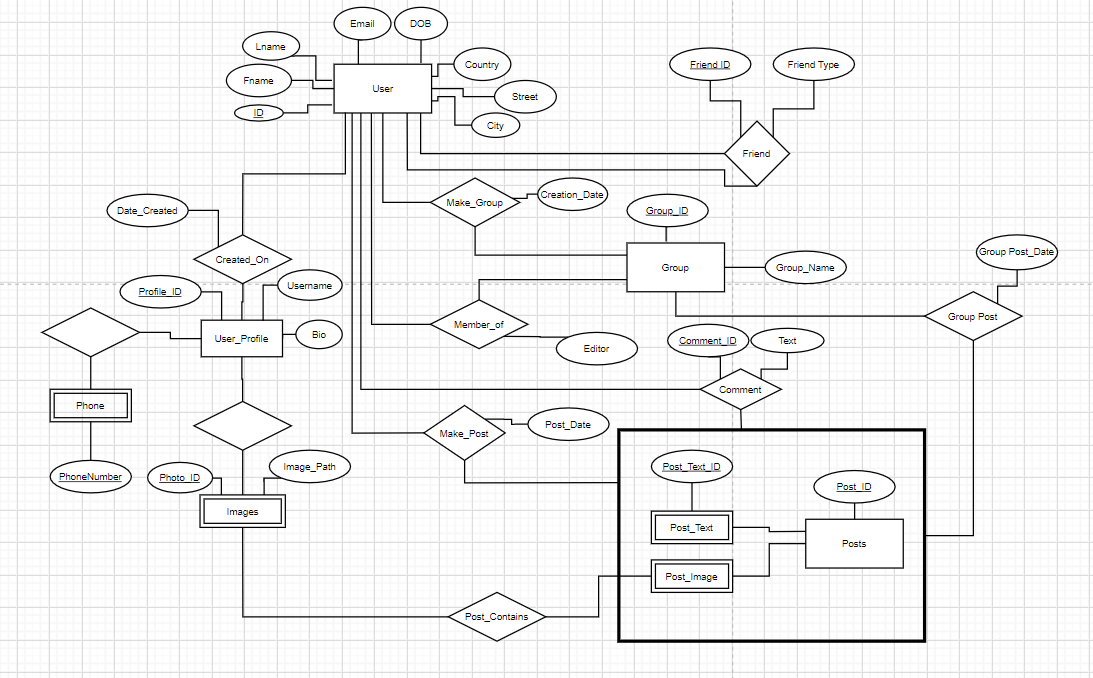 Email
DOB
Lname
Country
Fname
User
Street
ID
City
Friend ID
Friend Type
Friend
Make_Group
Creation_Date
Date_Created
Group_ID
Created_On
Group
Group_Name
Group Post_Date
Profile_ID
Username
Member_of
Group Post
User_Profile
Bio
Editor
Comment_ID
Text
Comment
Phone
Make_Post
Post_Date
PhoneNumber
Photo_ID
Image_Path
Post_Text_ID
Post_ID
Images
Post_Text
Posts
Post_Image
Post_Contains